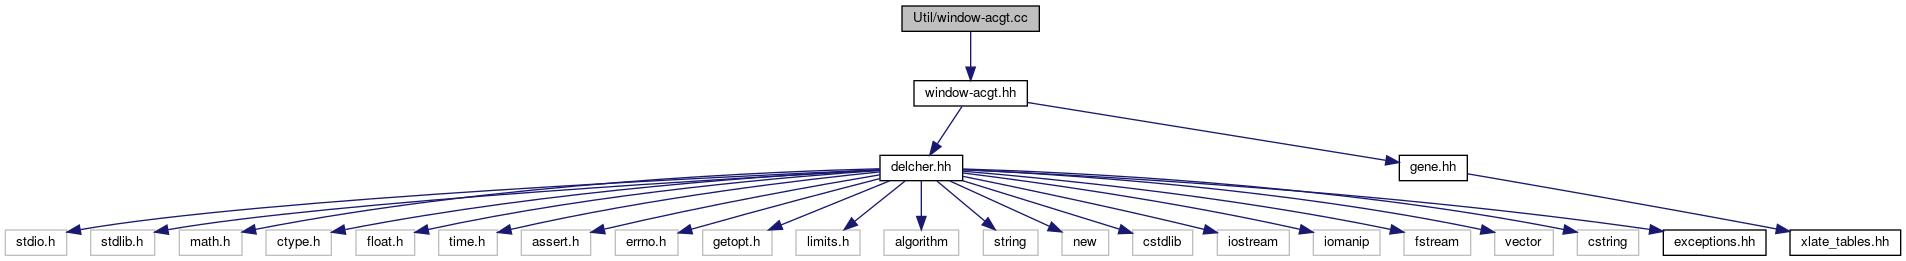 Util/window-acgt.cc
window-acgt.hh
delcher.hh
gene.hh
stdio.h
stdlib.h
math.h
ctype.h
float.h
time.h
assert.h
errno.h
getopt.h
limits.h
algorithm
string
new
cstdlib
iostream
iomanip
fstream
vector
cstring
exceptions.hh
xlate_tables.hh